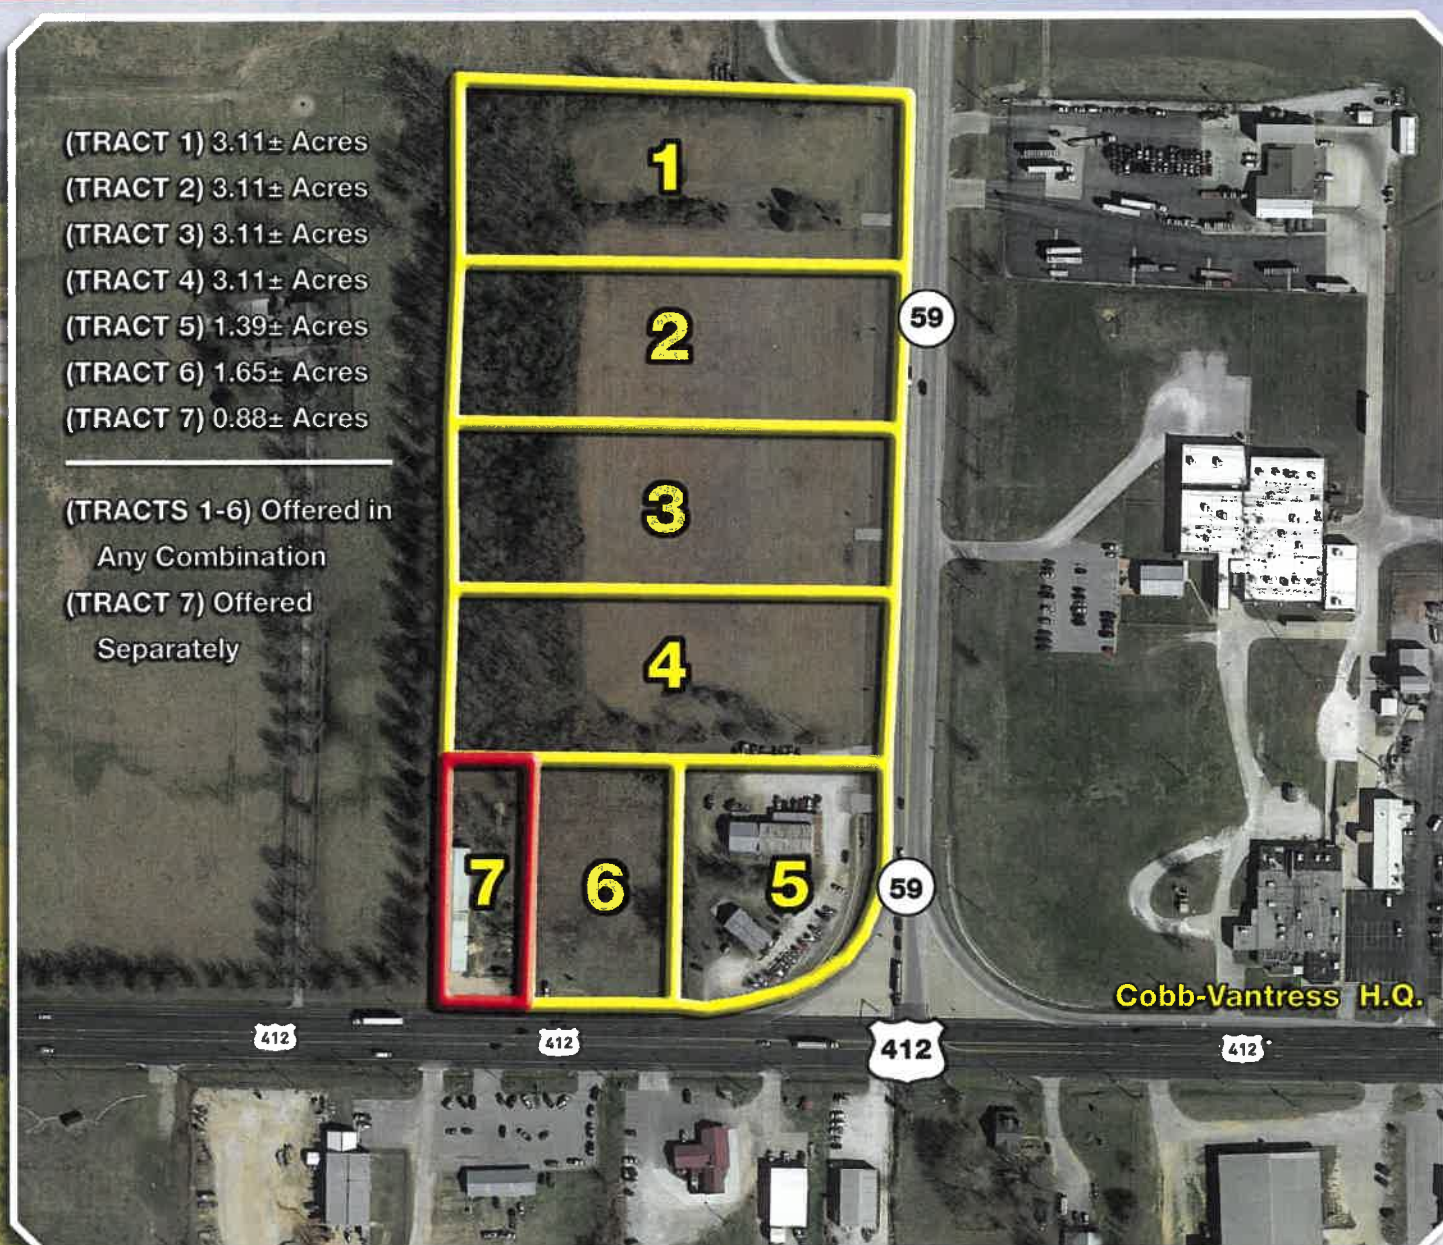 (TRACT 1) 3.11± Acres
(TRACT 2) 3.11± Acres
(TRACT 3) 3.11± Acres
(TRACT 4) 3.11± Acres
(TRACT 5) 1.39± Acres
(TRACT 6) 1.65± Acres
(TRACT 7) 0.88± Acres
(TRACTS 1-6) Offered in
Any Combination
(TRACT 7) Offered
Separately
1
2
59
3
4
7
6
5
59
Cobb-Vantress H.Q.
412
412
412
412